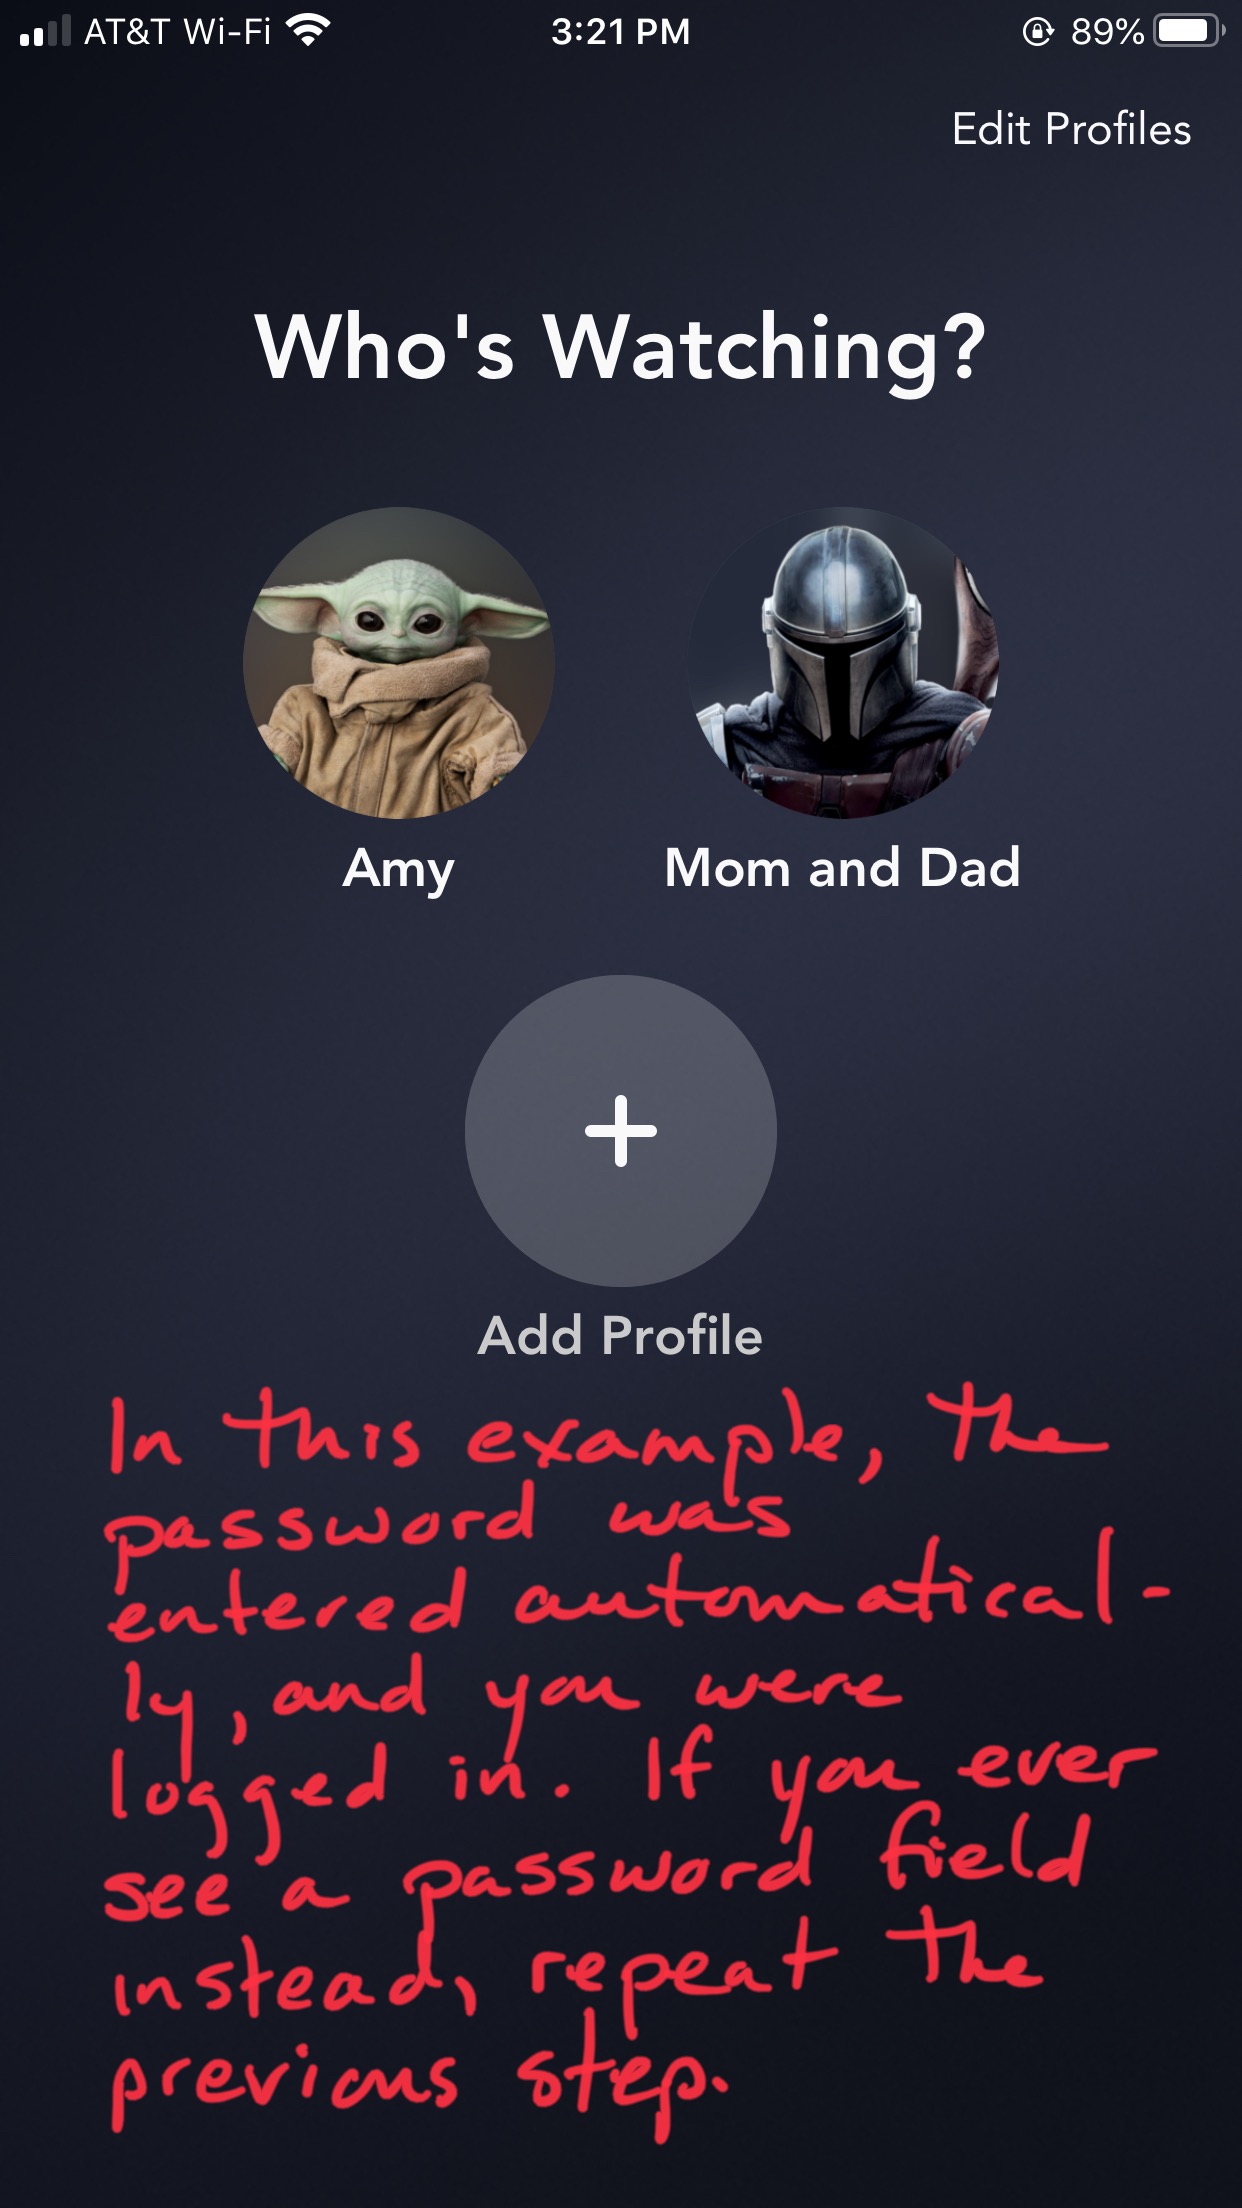 AT&T Wi-Fi 3:21 PM 89%
Edit Profiles
Who's Watching?
Amy Mom and Dad
Add Profile
In this example, the
password was
entered automatical-
ly, and you were
logged in. If you ever
see a password field
instead, repeat the
previous step.